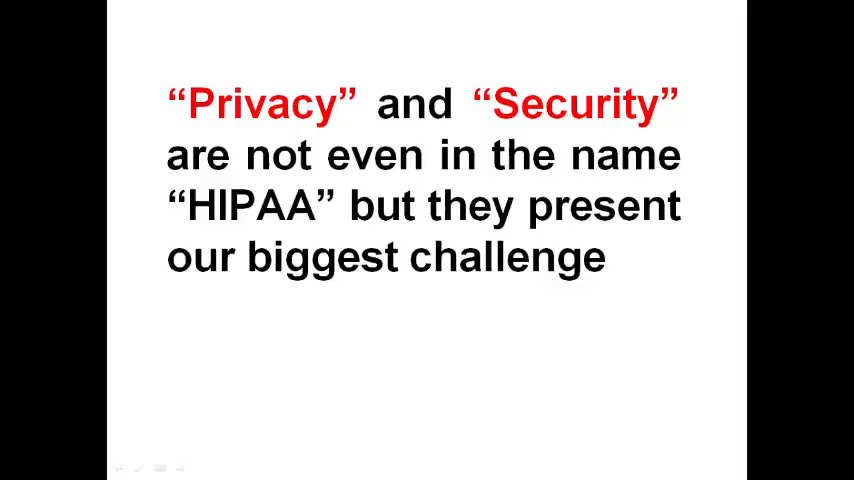 “Privacy” and “Security”
are not even in the name
“HIPAA” but they present
our biggest challenge